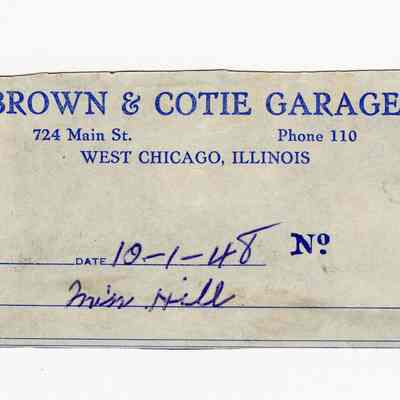 BROWN & COTIE GARAGE
724 Main St. Phone 110
WEST CHICAGO, ILLINOIS
DATE 10-1-48 No
Miss Hill